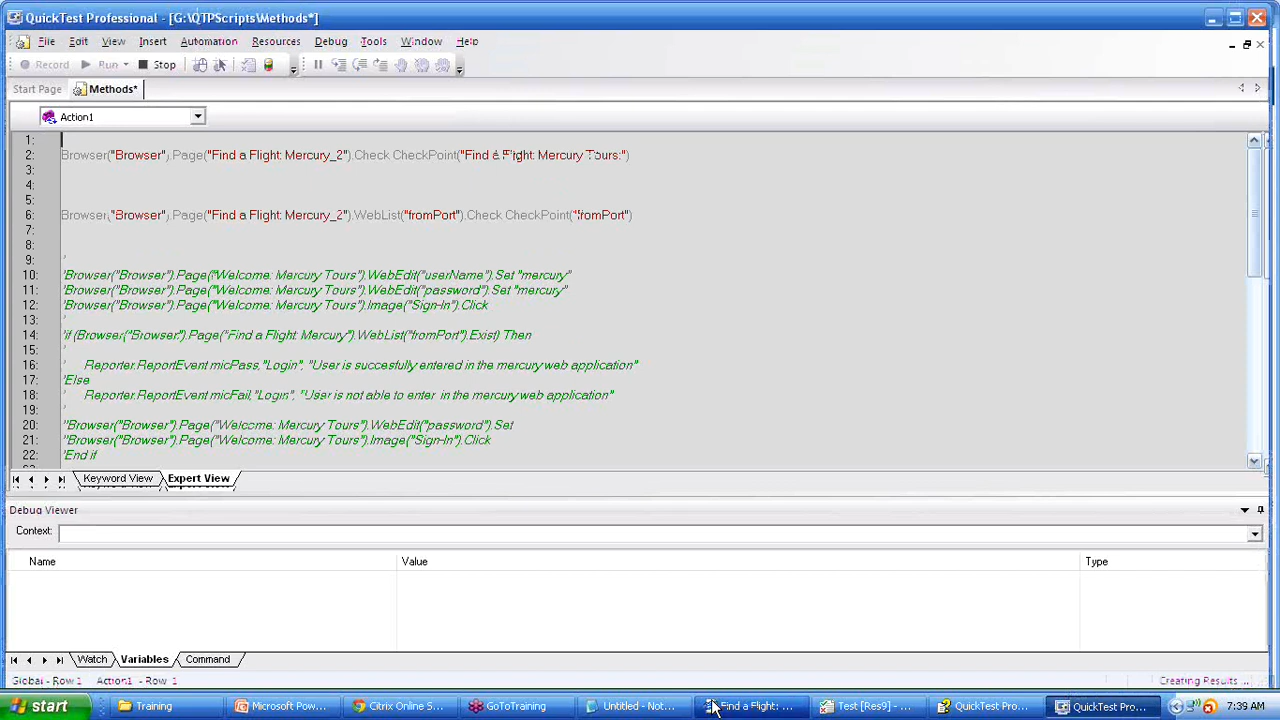 QuickTest Professional - [G:\QTPScripts\Methods*]
File Edit View Insert Automation Resources Debug Tools Window Help
Record Run Stop
Start Page Methods*
Action1
1:
2: Browser("Browser").Page("Find a Flight: Mercury_2").Check CheckPoint("Find a Flight: Mercury Tours:")
3:
4:
5:
6: Browser("Browser").Page("Find a Flight: Mercury_2").WebList("fromPort").Check CheckPoint("fromPort")
7:
8:
9: '
10: 'Browser("Browser").Page("Welcome: Mercury Tours").WebEdit("userName").Set "mercury"
11: 'Browser("Browser").Page("Welcome: Mercury Tours").WebEdit("password").Set "mercury"
12: 'Browser("Browser").Page("Welcome: Mercury Tours").Image("Sign-In").Click
13: '
14: 'if (Browser("Browser").Page("Find a Flight: Mercury").WebList("fromPort").Exist) Then
15: '
16: ' Reporter.ReportEvent micPass,"Login", "User is succesfully entered in the mercury web application"
17: 'Else
18: ' Reporter.ReportEvent micFail,"Login", "User is not able to enter in the mercury web application"
19: '
20: ''Browser("Browser").Page("Welcome: Mercury Tours").WebEdit("password").Set
21: ''Browser("Browser").Page("Welcome: Mercury Tours").Image("Sign-In").Click
22: 'End if
Keyword View Expert View
Debug Viewer
Context:
Name Value Type
Watch Variables Command
Global - Row 1 Action1 - Row 1 Creating Results ...
start Training Microsoft Pow... Citrix Online S... GoToTraining Untitled - Not... Find a Flight: ... Test [Res9] - ... QuickTest Pro... QuickTest Pro... 7:39 AM